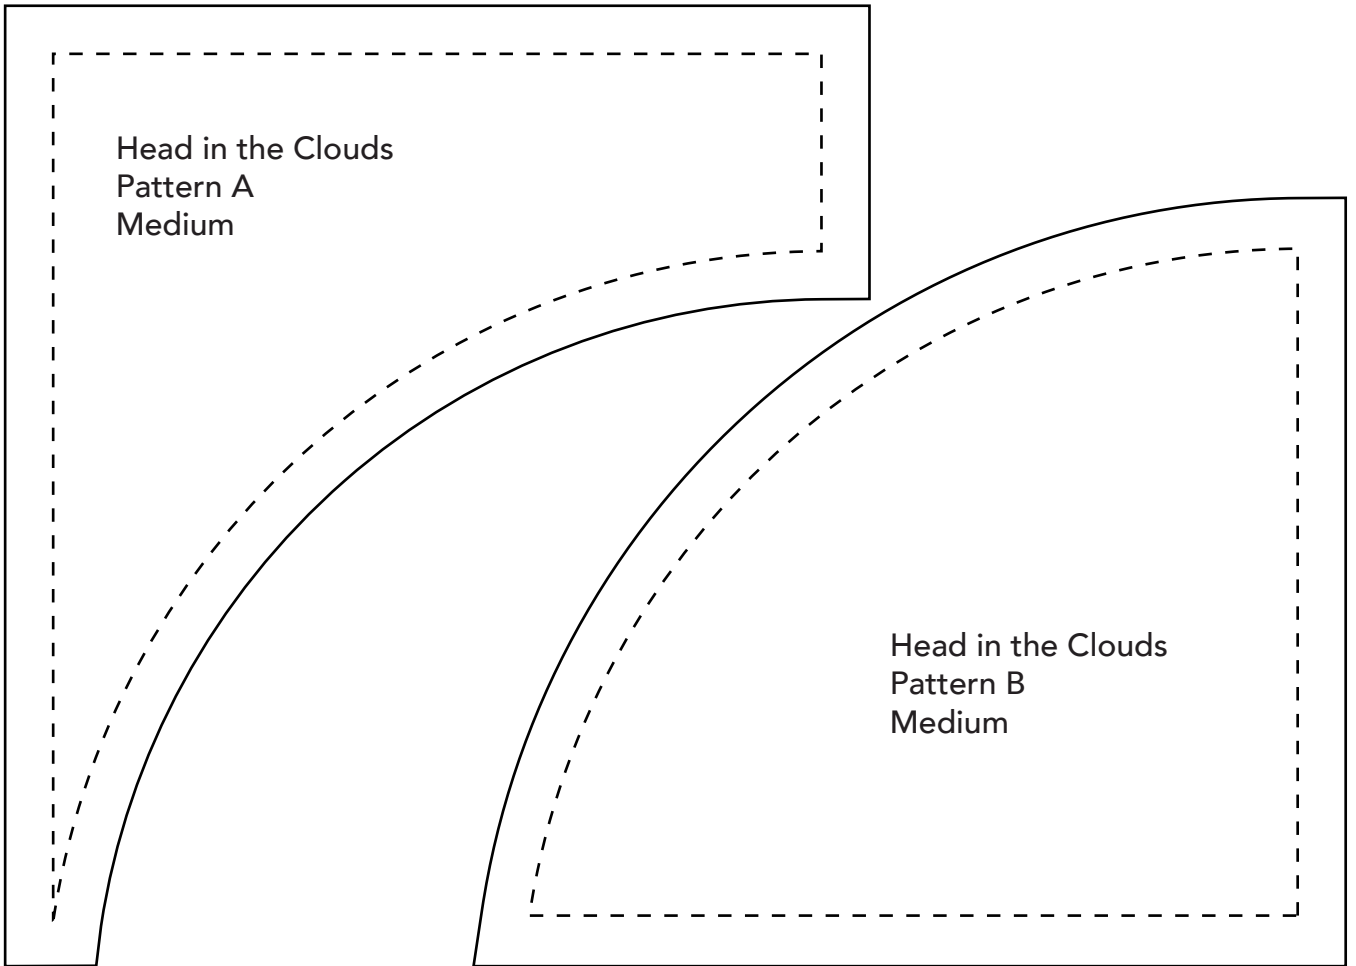 Head in the Clouds
Pattern A
Medium
Head in the Clouds
Pattern B
Medium